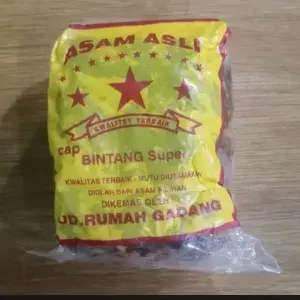 ASAM ASLI
KWALITET TERBAIK
cap
BINTANG Super
KWALITAS TERBAIK - MUTU DIUTAMAKAN
DIOLAH DARI ASAM PILIHAN
DIKEMAS OLEH
UD.RUMAH GADANG